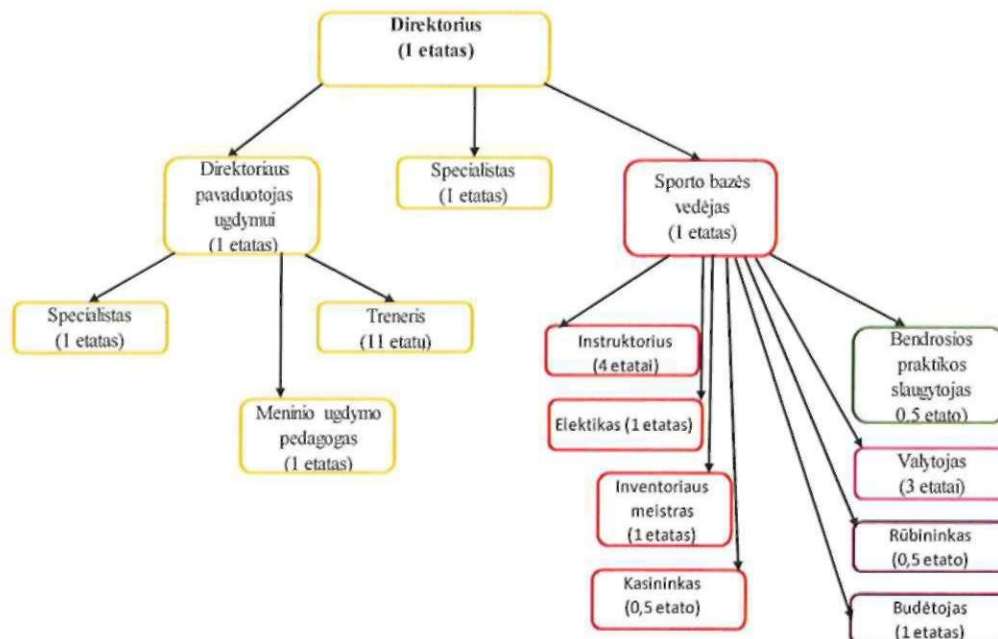 Direktorius
(1 etatas)
Direktoriaus
pavaduotojas
ugdymui
(1 etatas)
Specialistas
(1 etatas)
Sporto bazės
vedėjas
(1 etatas)
Specialistas
(1 etatas)
Treneris
(11 etatų)
Meninio ugdymo
pedagogas
(1 etatas)
Instruktorius
(4 etatai)
Elektikas (1 etatas)
Inventoriaus
meistras
(1 etatas)
Kasininkas
(0,5 etato)
Bendrosios
praktikos
slaugytojas
0,5 etato)
Valytojas
(3 etatai)
Rūbininkas
(0,5 etato)
Budėtojas
(1 etatas)